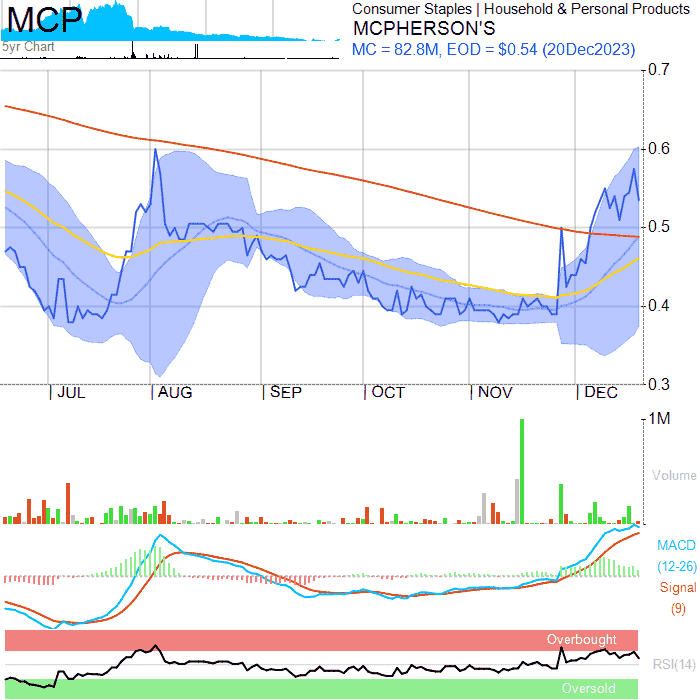 MCP
Consumer Staples | Household & Personal Products
MCPHERSON'S
5yr Chart
MC = 82.8M, EOD = $0.54 (20Dec2023)
0.7
0.6
0.5
0.4
0.3
JUL AUG SEP OCT NOV DEC
1M
Volume
MACD
(12-26)
Signal
(9)
Overbought
RSI(14)
Oversold